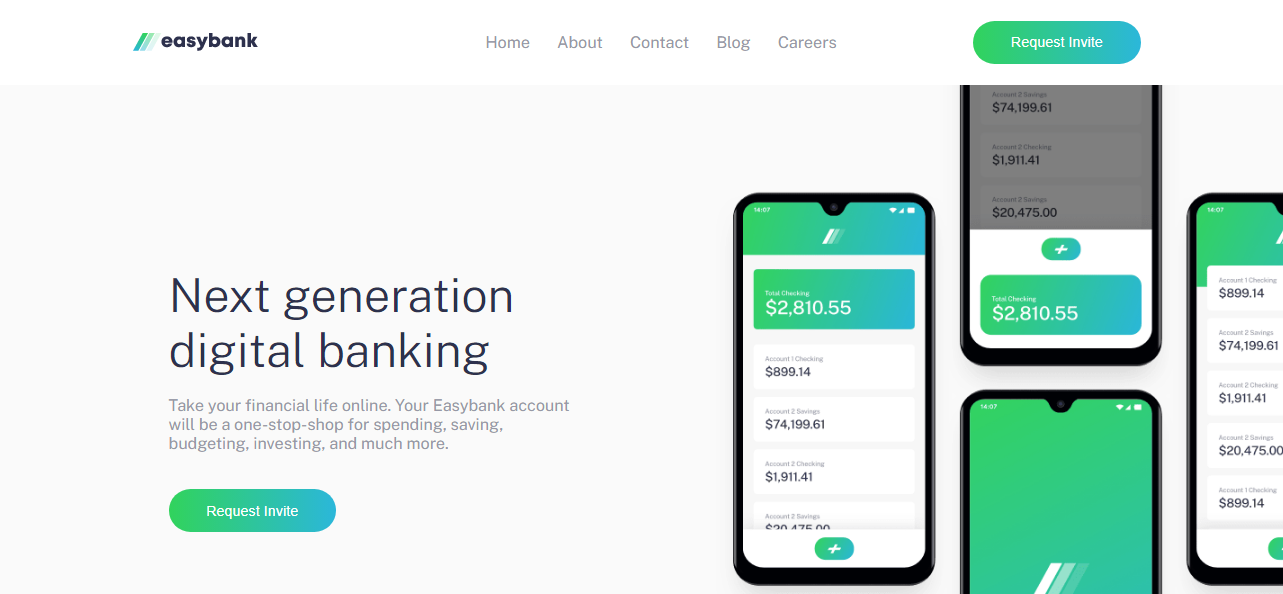 easybank
Home About Contact Blog Careers
Request Invite
Next generation
digital banking
Take your financial life online. Your Easybank account
will be a one-stop-shop for spending, saving,
budgeting, investing, and much more.
Request Invite
14:07
Total Checking
$2,810.55
Account 1 Checking
$899.14
Account 2 Savings
$74,199.61
Account 2 Checking
$1,911.41
Account 2 Savings
$20,475.00
Account 2 Savings
$74,199.61
Account 2 Checking
$1,911.41
Account 2 Savings
$20,475.00
Total Checking
$2,810.55
14:07
14:07
Account 1 Checking
$899.14
Account 2 Savings
$74,199.61
Account 2 Checking
$1,911.41
Account 2 Savings
$20,475.00
Account 1 Checking
$899.14